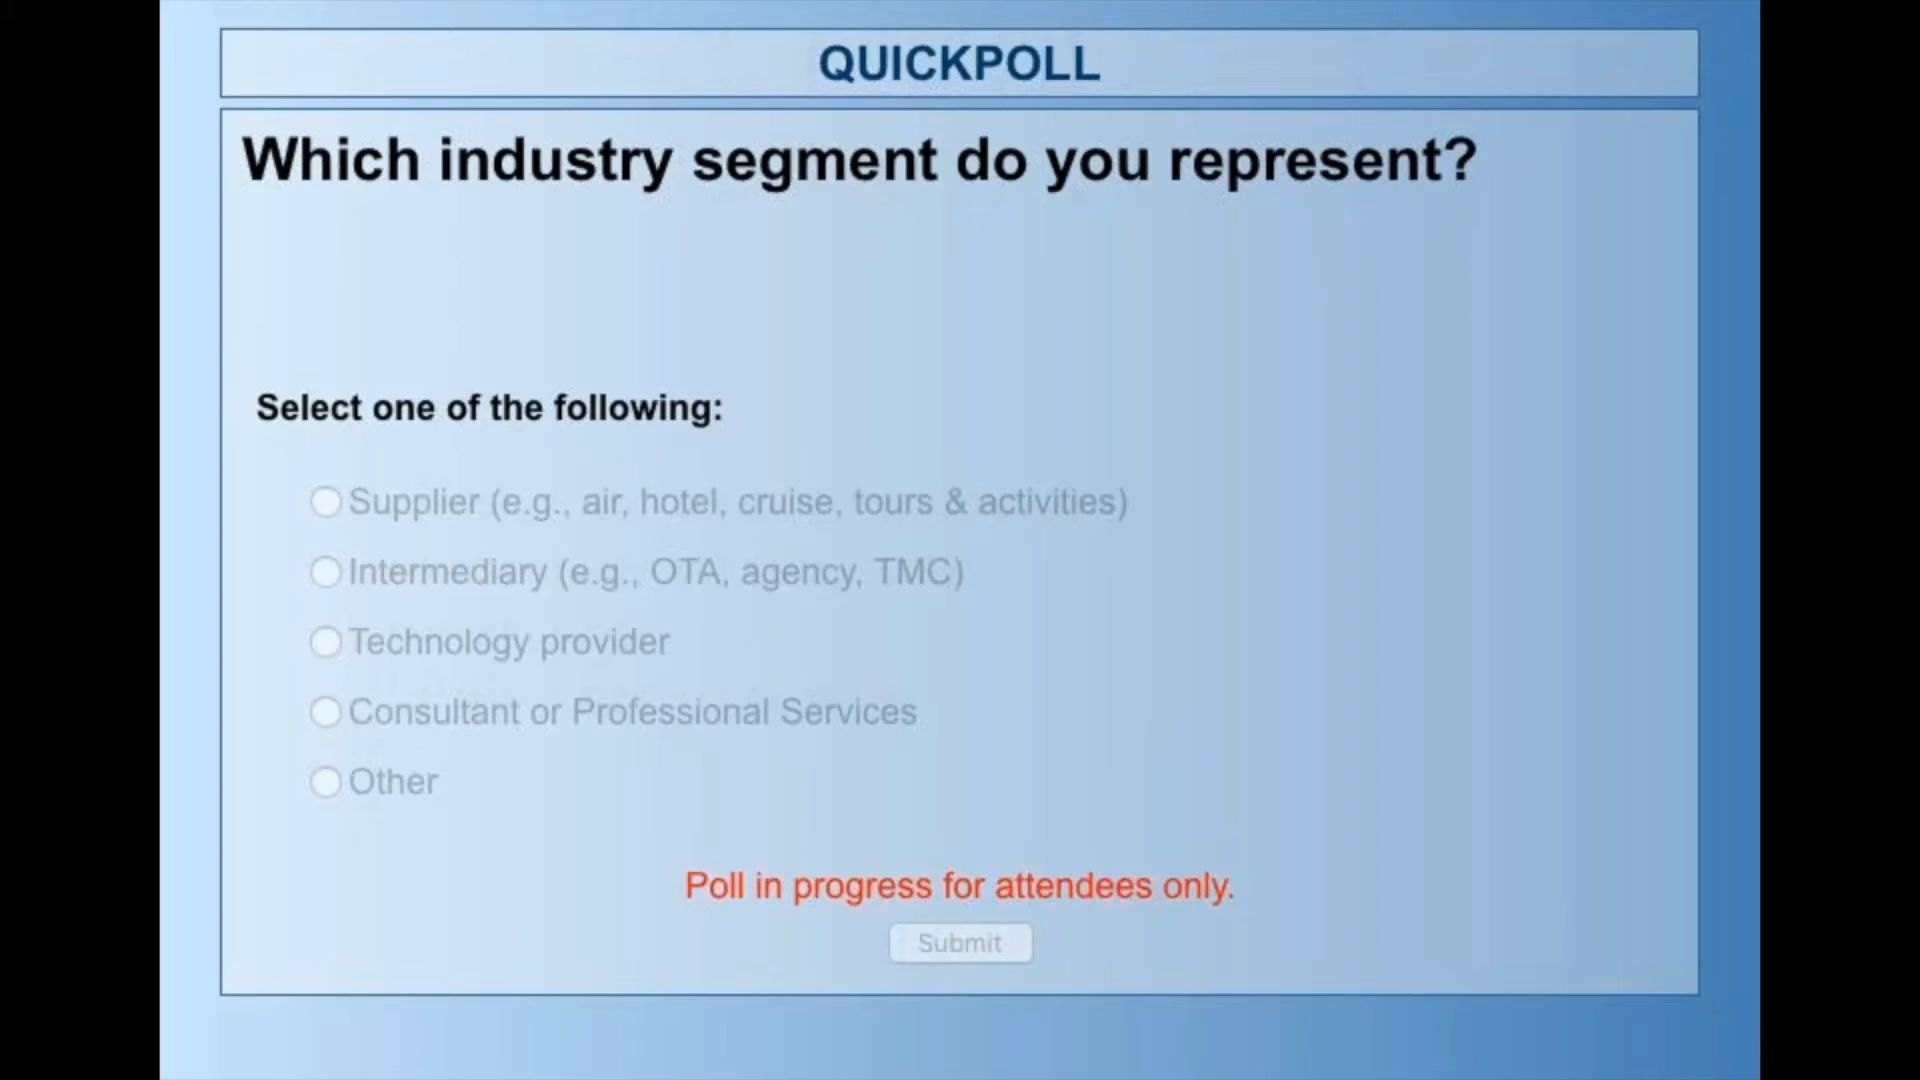 QUICKPOLL
Which industry segment do you represent?
Select one of the following:
Supplier (e.g., air, hotel, cruise, tours & activities)
Intermediary (e.g., OTA, agency, TMC)
Technology provider
Consultant or Professional Services
Other
Poll in progress for attendees only.
Submit